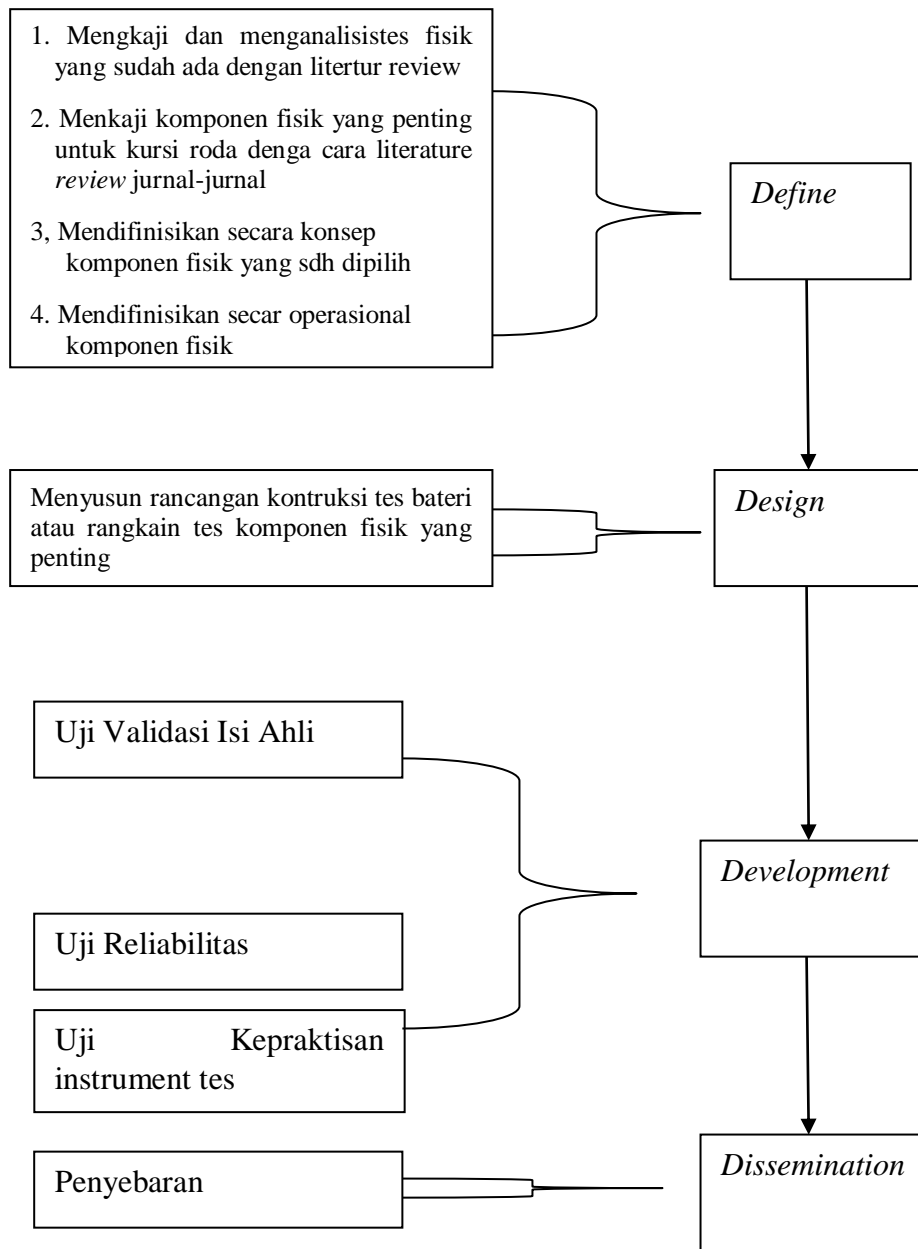 1. Mengkaji dan menganalisistes fisik
yang sudah ada dengan litertur review
2. Menkaji komponen fisik yang penting
untuk kursi roda denga cara literature
review jurnal-jurnal
3, Mendifinisikan secara konsep
komponen fisik yang sdh dipilih
4. Mendifinisikan secar operasional
komponen fisik
Define
Menyusun rancangan kontruksi tes bateri
atau rangkain tes komponen fisik yang
penting
Design
Uji Validasi Isi Ahli
Uji Reliabilitas
Uji Kepraktisan
instrument tes
Development
Penyebaran
Dissemination